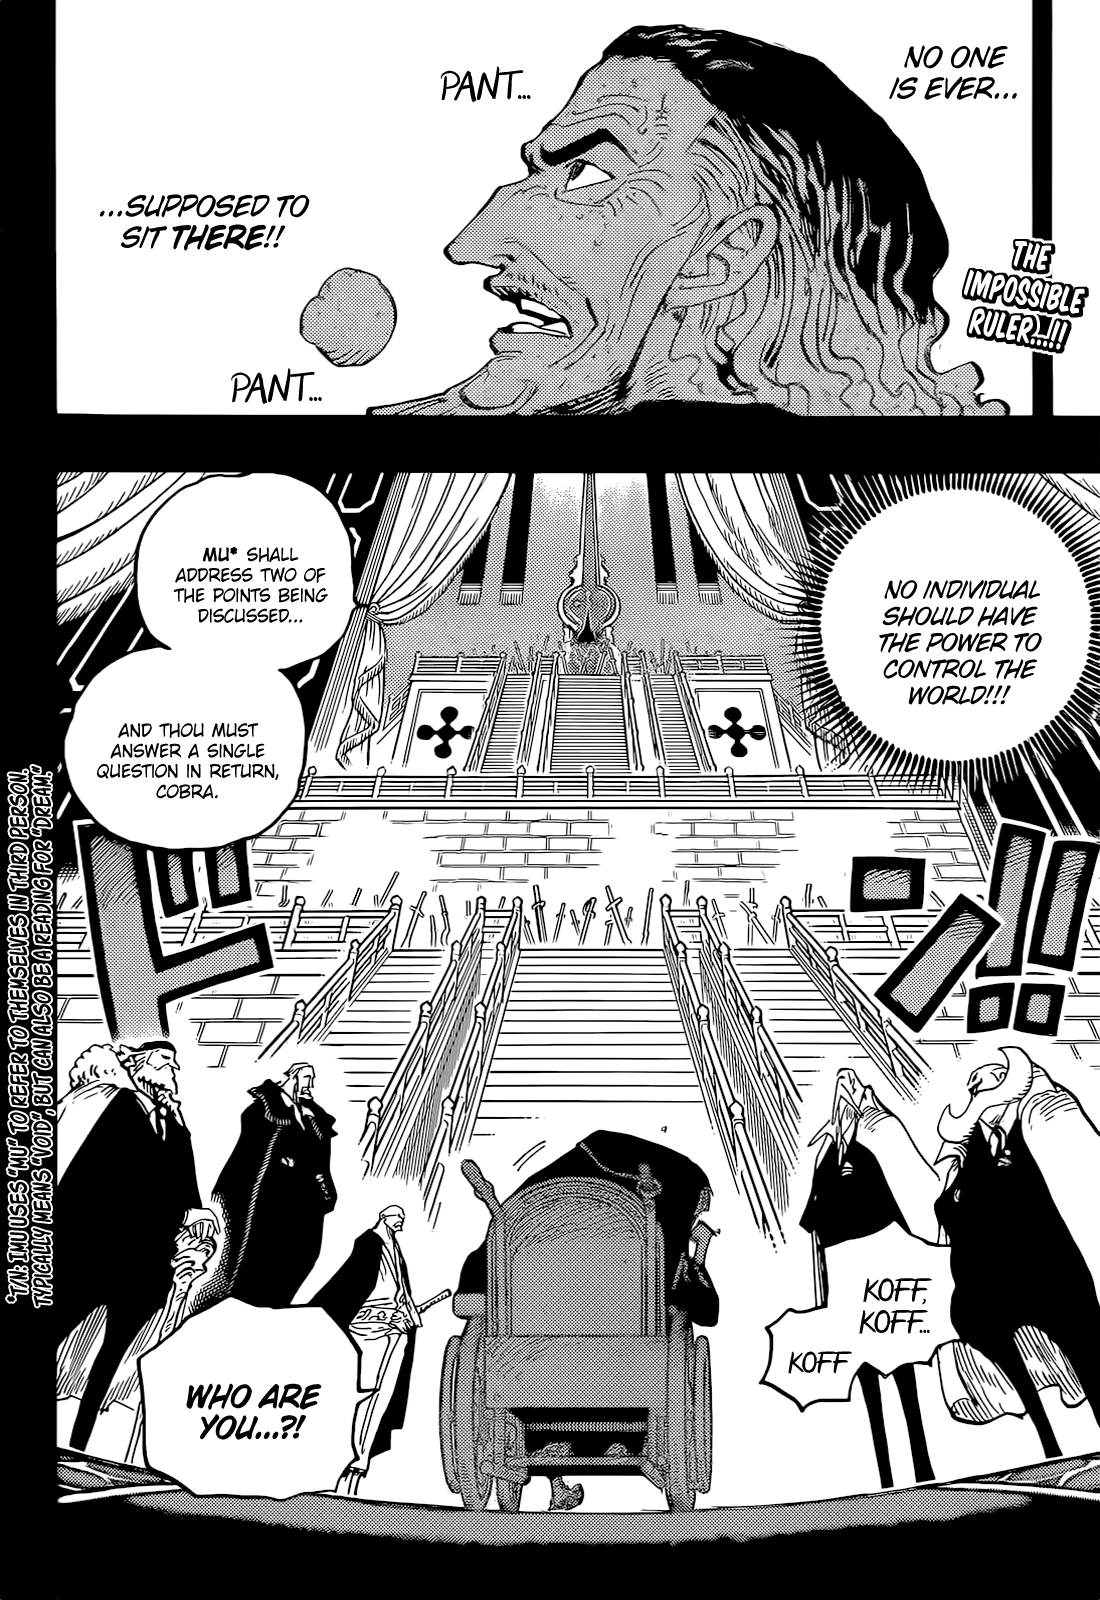 NO ONE
IS EVER...
PANT...
...SUPPOSED TO
SIT THERE!!
THE
IMPOSSIBLE
RULER...!!!
PANT...
MU* SHALL
ADDRESS TWO OF
THE POINTS BEING
DISCUSSED...
NO INDIVIDUAL
SHOULD HAVE
THE POWER TO
CONTROL THE
WORLD!!!
AND THOU MUST
ANSWER A SINGLE
QUESTION IN RETURN,
COBRA.
ドン!!
*T/N: IMU USES "MU" TO REFER TO THEMSELVES IN THIRD PERSON.
TYPICALLY MEANS "VOID", BUT CAN ALSO BE A READING FOR "DREAM."
KOFF,
KOFF...
KOFF
WHO ARE
YOU...?!